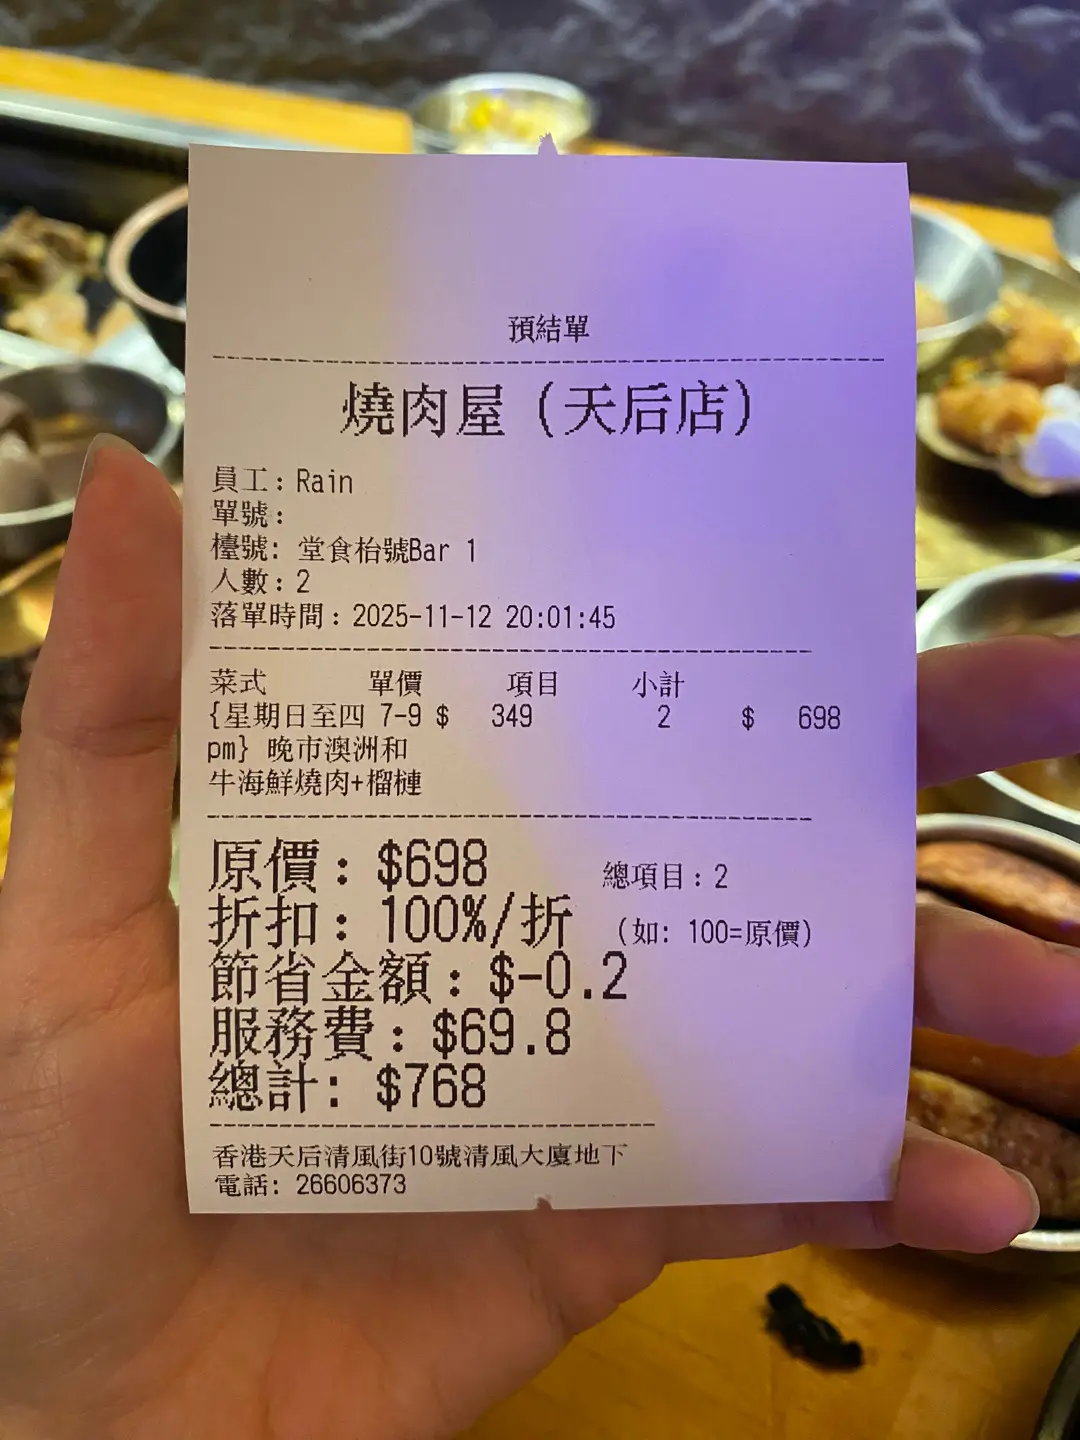 預結單
燒肉屋（天后店）
員工：Rain
單號：
檯號: 堂食枱號Bar 1
人數：2
落單時間：2025-11-12 20:01:45
菜式 單價 項目 小計
{星期日至四 7-9 $ 349 2 $ 698
pm} 晚市澳洲和
牛海鮮燒肉+榴槤
原價：$698 總項目：2
折扣：100%/折 （如: 100=原價）
節省金額：$-0.2
服務費：$69.8
總計: $768
香港天后清風街10號清風大廈地下
電話: 26606373